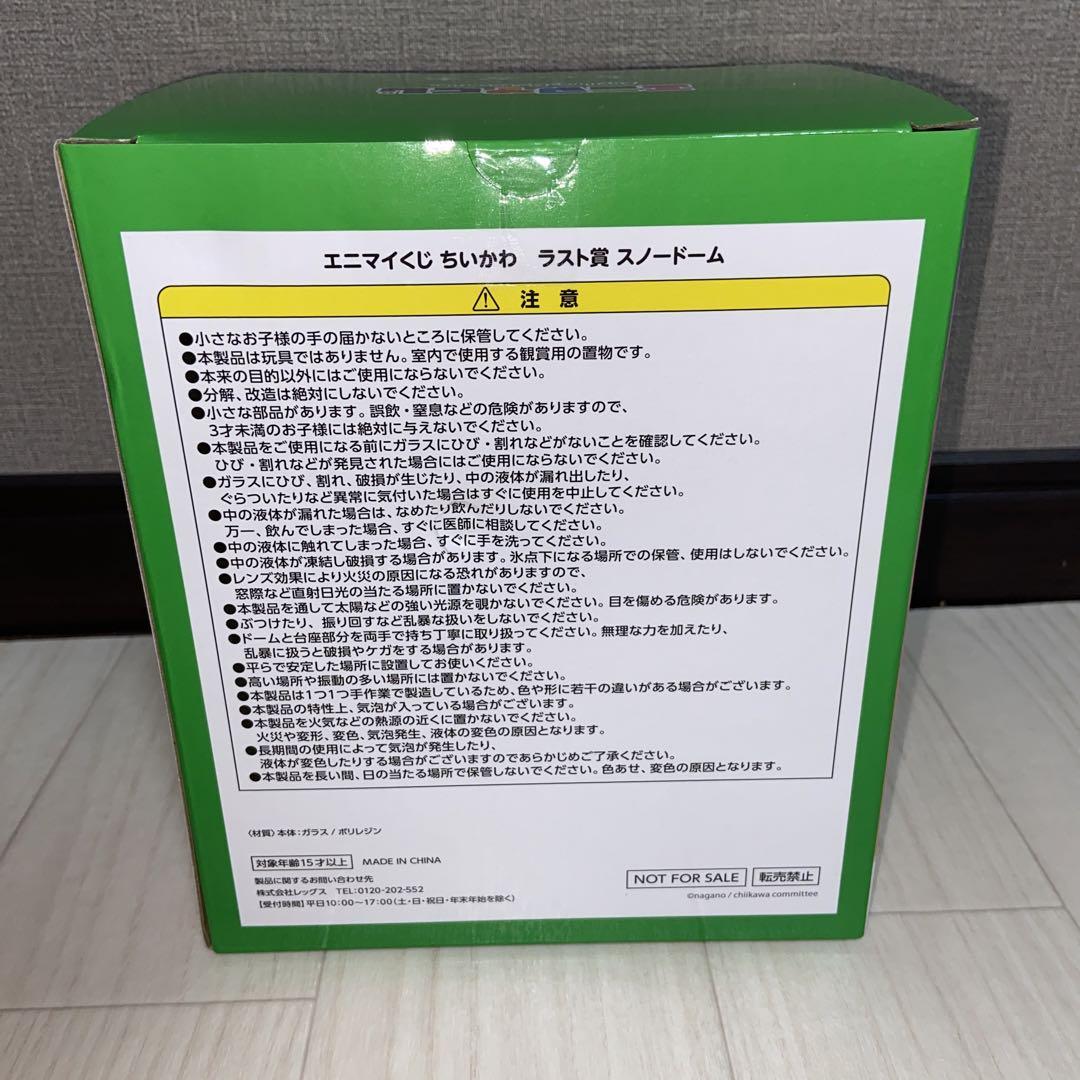 エニマイくじ ちいかわ　ラスト賞 スノードーム
注 意
●小さなお子様の手の届かないところに保管してください。
●本製品は玩具ではありません。室内で使用する観賞用の置物です。
●本来の目的以外にはご使用にならないでください。
●分解、改造は絶対にしないでください。
●小さな部品があります。誤飲・窒息などの危険がありますので、
3才未満のお子様には絶対に与えないでください。
●本製品をご使用になる前にガラスにひび・割れなどがないことを確認してください。
ひび・割れなどが発見された場合にはご使用にならないでください。
●ガラスにひび、割れ、破損が生じたり、中の液体が漏れ出したり、
ぐらついたりなど異常に気付いた場合はすぐに使用を中止してください。
●中の液体が漏れた場合は、なめたり飲んだりしないでください。
万一、飲んでしまった場合、すぐに医師に相談してください。
●中の液体に触れてしまった場合、すぐに手を洗ってください。
●中の液体が凍結し破損する場合があります。氷点下になる場所での保管、使用はしないでください。
●レンズ効果により火災の原因になる恐れがありますので、
窓際など直射日光の当たる場所に置かないでください。
●本製品を通して太陽などの強い光源を覗かないでください。目を傷める危険があります。
●ぶつけたり、振り回すなど乱暴な扱いをしないでください。
●ドームと台座部分を両手で持ち丁寧に取り扱ってください。無理な力を加えたり、
乱暴に扱うと破損やケガをする場合があります。
●平らで安定した場所に設置してお使いください。
●高い場所や振動の多い場所には置かないでください。
●本製品は1つ1つ手作業で製造しているため、色や形に若干の違いがある場合がございます。
●本製品の特性上、気泡が入っている場合がございます。
●本製品を火気などの熱源の近くに置かないでください。
火災や変形、変色、気泡発生、液体の変色の原因となります。
●長期間の使用によって気泡が発生したり、
液体が変色したりする場合がございますのであらかじめご了承ください。
●本製品を長い間、日の当たる場所で保管しないでください。色あせ、変色の原因となります。
〈材質〉本体：ガラス / ポリレジン
対象年齢15才以上 MADE IN CHINA
製品に関するお問い合わせ先
株式会社レッグス TEL:0120-202-552
【受付時間】平日10:00〜17:00（土・日・祝日・年末年始を除く）
NOT FOR SALE 転売禁止
©nagano / chiikawa committee